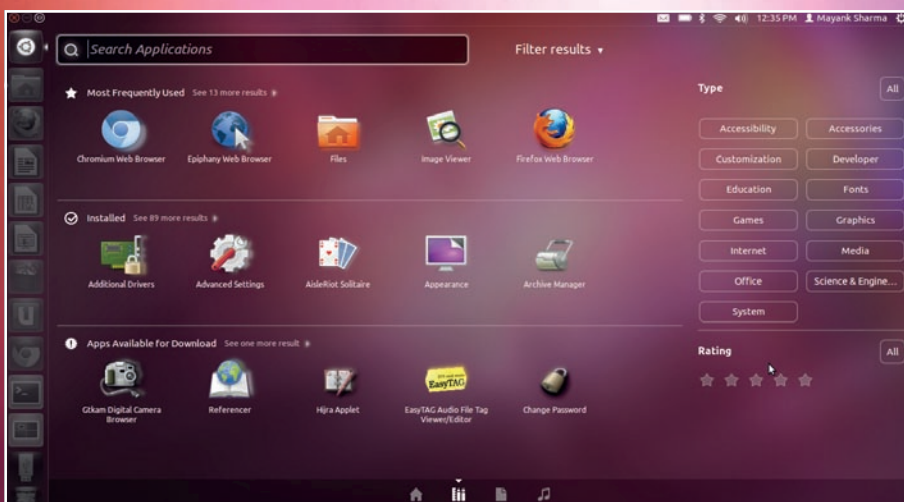 12:35 PM Mayank Sharma
Search Applications
Filter results
Most Frequently Used See 13 more results
Chromium Web Browser
Epiphany Web Browser
Files
Image Viewer
Firefox Web Browser
Installed See 89 more results
Additional Drivers
Advanced Settings
AisleRiot Solitaire
Appearance
Archive Manager
Apps Available for Download See one more result
Gtkam Digital Camera
Browser
Referencer
Hijra Applet
EasyTAG
EasyTAG Audio File Tag
Viewer/Editor
Change Password
Type
All
Accessibility
Accessories
Customization
Developer
Education
Fonts
Games
Graphics
Internet
Media
Office
Science & Engine...
System
Rating
All